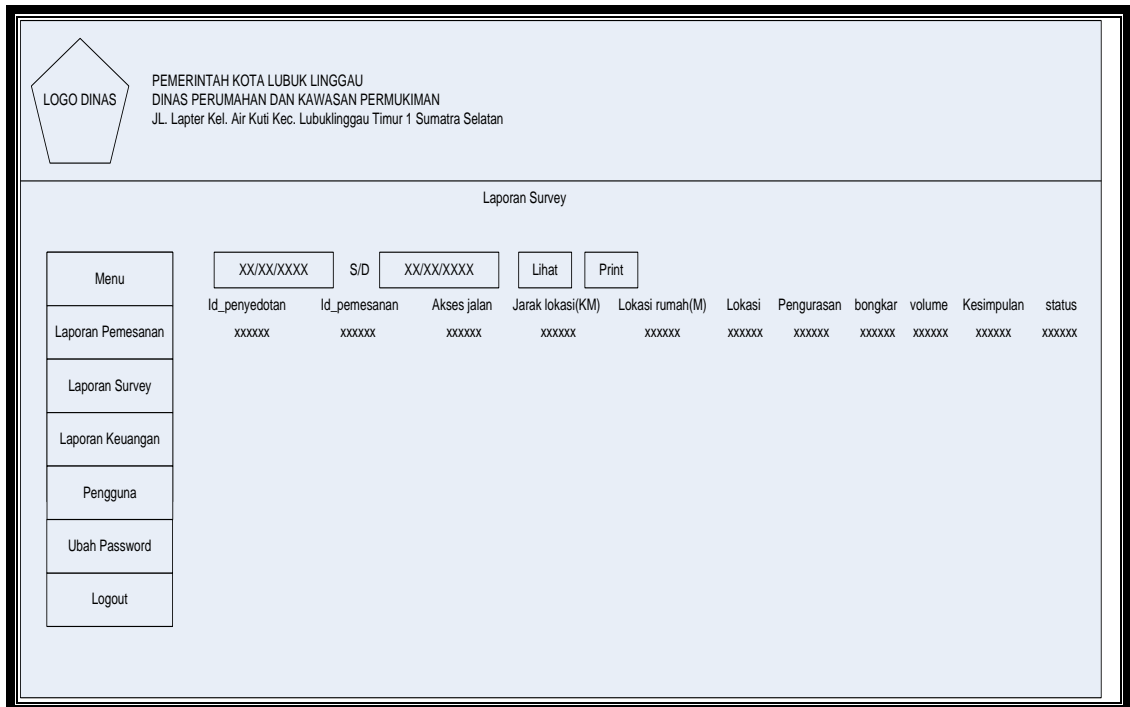 LOGO DINAS
PEMERINTAH KOTA LUBUK LINGGAU
DINAS PERUMAHAN DAN KAWASAN PERMUKIMAN
JL. Lapter Kel. Air Kuti Kec. Lubuklinggau Timur 1 Sumatra Selatan
Laporan Survey
Menu
Laporan Pemesanan
Laporan Survey
Laporan Keuangan
Pengguna
Ubah Password
Logout
XX/XX/XXXX S/D XX/XX/XXXX Lihat Print
Id_penyedotan Id_pemesanan Akses jalan Jarak lokasi(KM) Lokasi rumah(M) Lokasi Pengurasan bongkar volume Kesimpulan status
xxxxxx xxxxxx xxxxxx xxxxxx xxxxxx xxxxxx xxxxxx xxxxxx xxxxxx xxxxxx xxxxxx